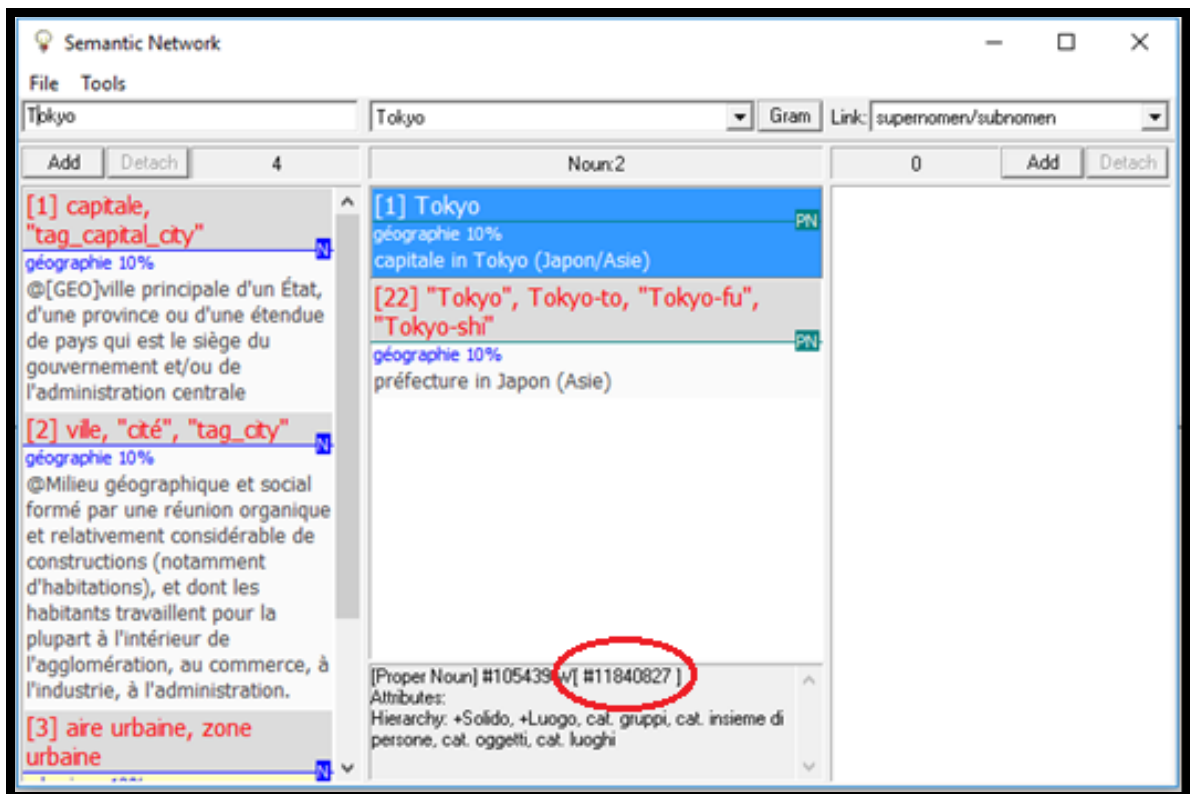 Semantic Network
File Tools
Tokyo
Tokyo
Gram
Link: supernomen/subnomen
Add Detach 4
Noun:2
0 Add Detach
[1] capitale,
"tag_capital_city"
N
géographie 10%
@[GEO]ville principale d'un État,
d'une province ou d'une étendue
de pays qui est le siège du
gouvernement et/ou de
l'administration centrale
[2] ville, "cité", "tag_city"
N
géographie 10%
@Milieu géographique et social
formé par une réunion organique
et relativement considérable de
constructions (notamment
d'habitations), et dont les
habitants travaillent pour la
plupart à l'intérieur de
l'agglomération, au commerce, à
l'industrie, à l'administration.
[3] aire urbaine, zone
urbaine
N
[1] Tokyo
PN
géographie 10%
capitale in Tokyo (Japon/Asie)
[22] "Tokyo", Tokyo-to, "Tokyo-fu",
"Tokyo-shi"
PN
géographie 10%
préfecture in Japon (Asie)
[Proper Noun] #105439 W[ #11840827 ]
Attributes:
Hierarchy: +Solido, +Luogo, cat. gruppi, cat. insieme di
persone, cat. oggetti, cat. luoghi